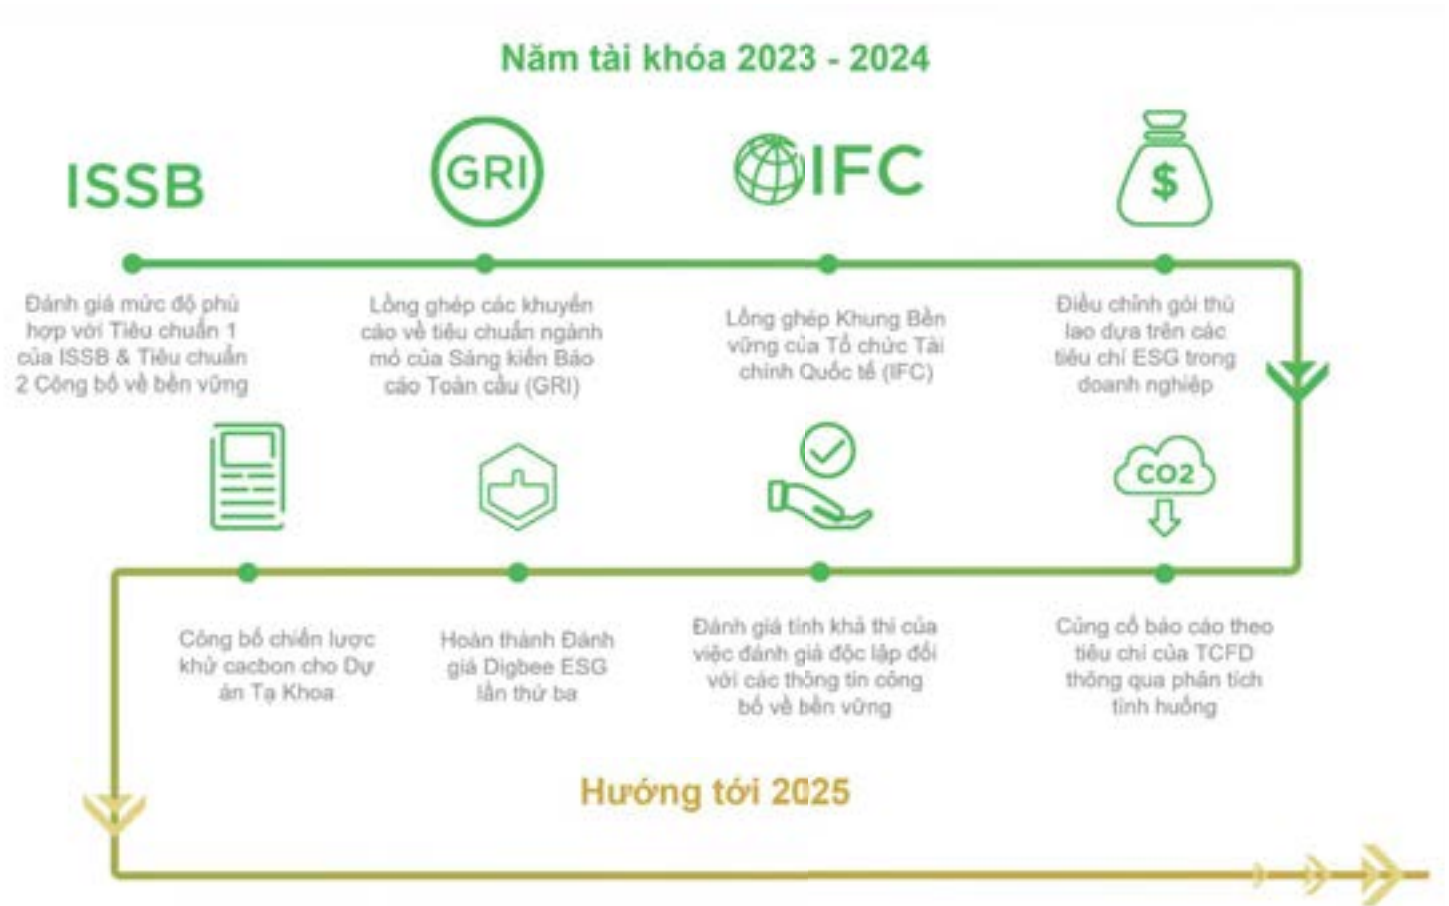 Năm tài khóa 2023 - 2024
ISSB
GRI
IFC
$
Đánh giá mức độ phù
hợp với Tiêu chuẩn 1
của ISSB & Tiêu chuẩn
2 Công bố về bền vững
Lồng ghép các khuyến
cáo về tiêu chuẩn ngành
mỏ của Sáng kiến Báo
cáo Toàn cầu (GRI)
Lồng ghép Khung Bền
vững của Tổ chức Tài
chính Quốc tế (IFC)
Điều chỉnh gói thù
lao dựa trên các
tiêu chí ESG trong
doanh nghiệp
CO2
Công bố chiến lược
khử cacbon cho Dự
án Tạ Khoa
Hoàn thành Đánh
giá Digbee ESG
lần thứ ba
Đánh giá tính khả thi của
việc đánh giá độc lập đối
với các thông tin công
bố về bền vững
Củng cố báo cáo theo
tiêu chí của TCFD
thông qua phân tích
tình huống
Hướng tới 2025